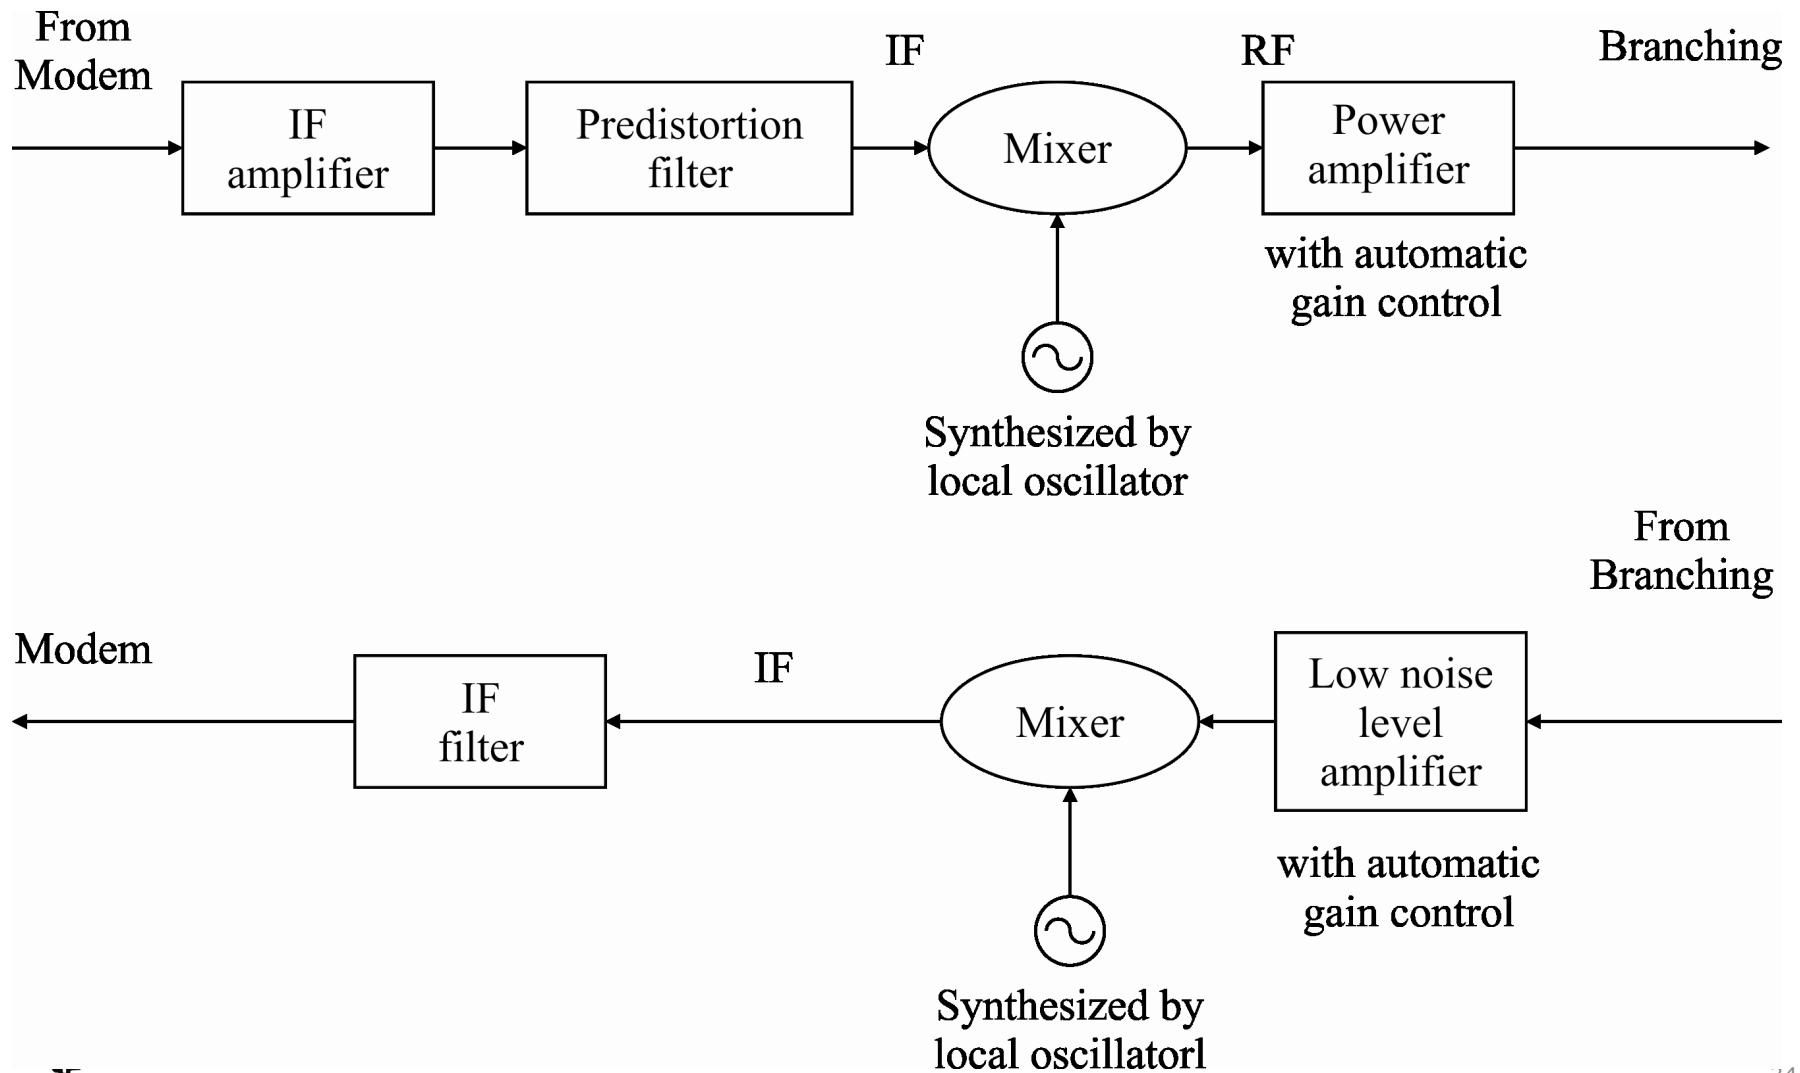 From
Modem
IF
amplifier
Predistortion
filter
IF
Mixer
RF
Power
amplifier
Branching
with automatic
gain control
Synthesized by
local oscillator
From
Branching
Modem
IF
filter
IF
Mixer
Low noise
level
amplifier
with automatic
gain control
Synthesized by
local oscillatorl